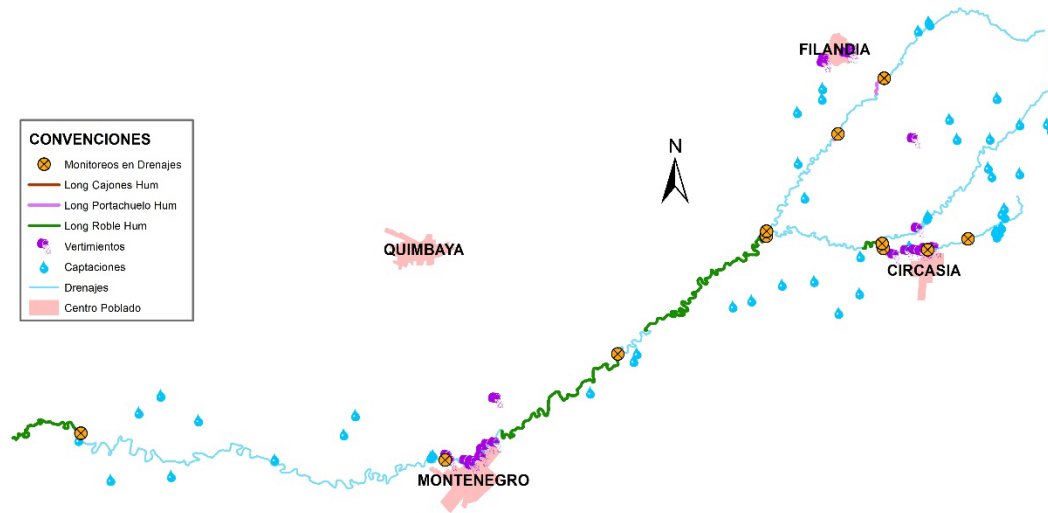 FILANDIA
CONVENCIONES
Monitoreos en Drenajes
Long Cajones Hum
Long Portachuelo Hum
Long Roble Hum
Vertimientos
Captaciones
Drenajes
Centro Poblado
N
QUIMBAYA
CIRCASIA
MONTENEGRO